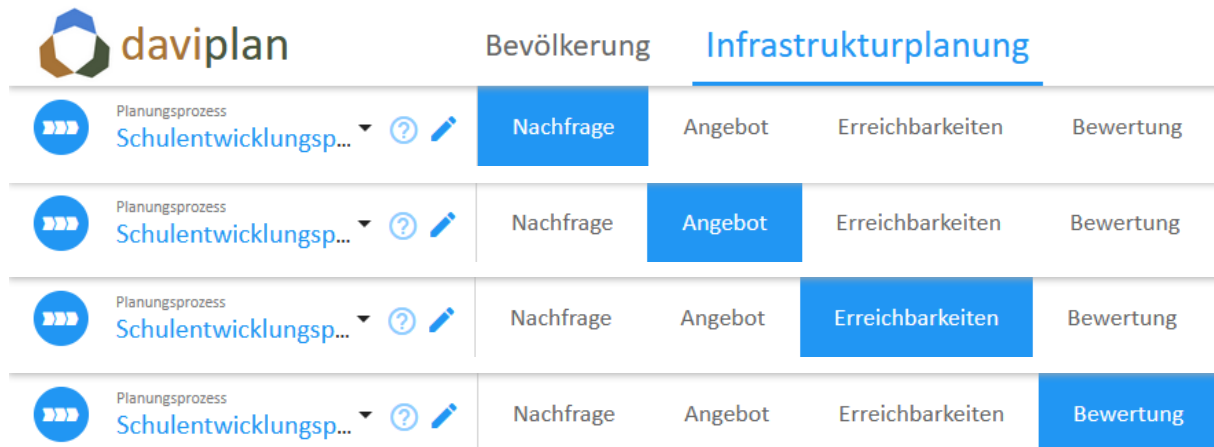 daviplan Bevölkerung Infrastrukturplanung
Planungsprozess
Schulentwicklungsp... Nachfrage Angebot Erreichbarkeiten Bewertung
Planungsprozess
Schulentwicklungsp... Nachfrage Angebot Erreichbarkeiten Bewertung
Planungsprozess
Schulentwicklungsp... Nachfrage Angebot Erreichbarkeiten Bewertung
Planungsprozess
Schulentwicklungsp... Nachfrage Angebot Erreichbarkeiten Bewertung